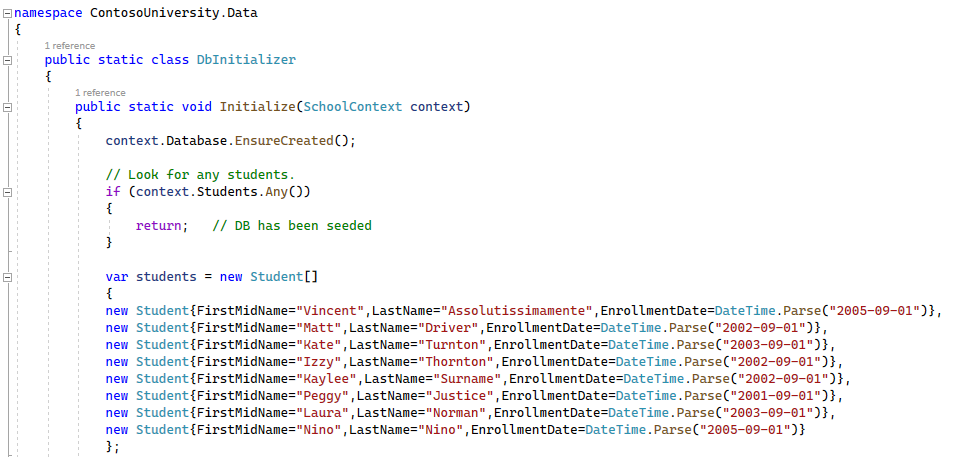 namespace ContosoUniversity.Data
{
1 reference
public static class DbInitializer
{
1 reference
public static void Initialize(SchoolContext context)
{
context.Database.EnsureCreated();
// Look for any students.
if (context.Students.Any())
{
return;   // DB has been seeded
}
var students = new Student[]
{
new Student{FirstMidName="Vincent",LastName="Assolutissimamente",EnrollmentDate=DateTime.Parse("2005-09-01")},
new Student{FirstMidName="Matt",LastName="Driver",EnrollmentDate=DateTime.Parse("2002-09-01")},
new Student{FirstMidName="Kate",LastName="Turnton",EnrollmentDate=DateTime.Parse("2003-09-01")},
new Student{FirstMidName="Izzy",LastName="Thornton",EnrollmentDate=DateTime.Parse("2002-09-01")},
new Student{FirstMidName="Kaylee",LastName="Surname",EnrollmentDate=DateTime.Parse("2002-09-01")},
new Student{FirstMidName="Peggy",LastName="Justice",EnrollmentDate=DateTime.Parse("2001-09-01")},
new Student{FirstMidName="Laura",LastName="Norman",EnrollmentDate=DateTime.Parse("2003-09-01")},
new Student{FirstMidName="Nino",LastName="Nino",EnrollmentDate=DateTime.Parse("2005-09-01")}
};